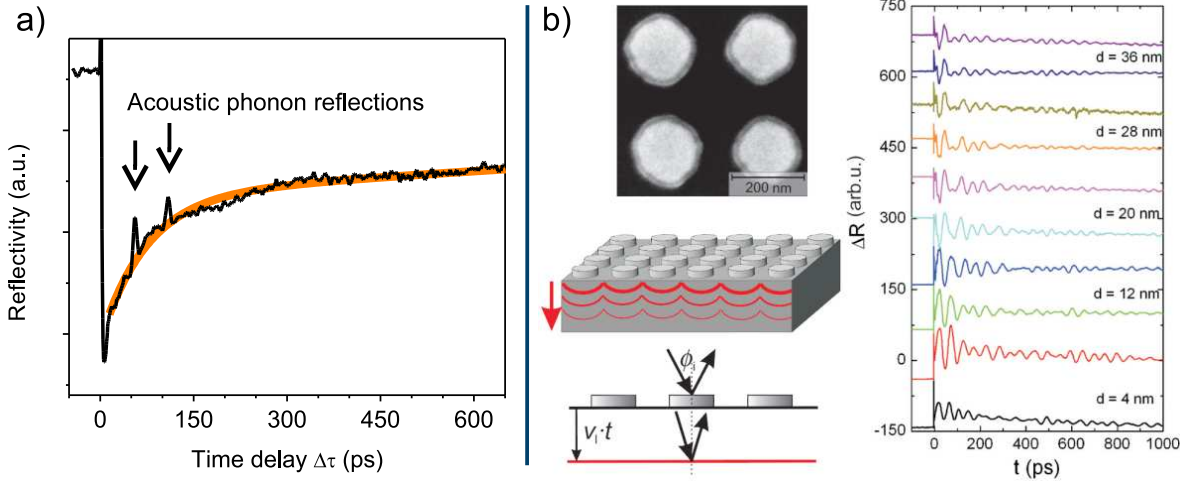 a)
Acoustic phonon reflections
Reflectivity (a.u.)
0
150
300
450
600
Time delay Δτ (ps)
b)
200 nm
ϕi
vl·t
750
600
450
300
150
0
-150
ΔR (arb.u.)
d = 36 nm
d = 28 nm
d = 20 nm
d = 12 nm
d = 4 nm
0
200
400
600
800
1000
t (ps)